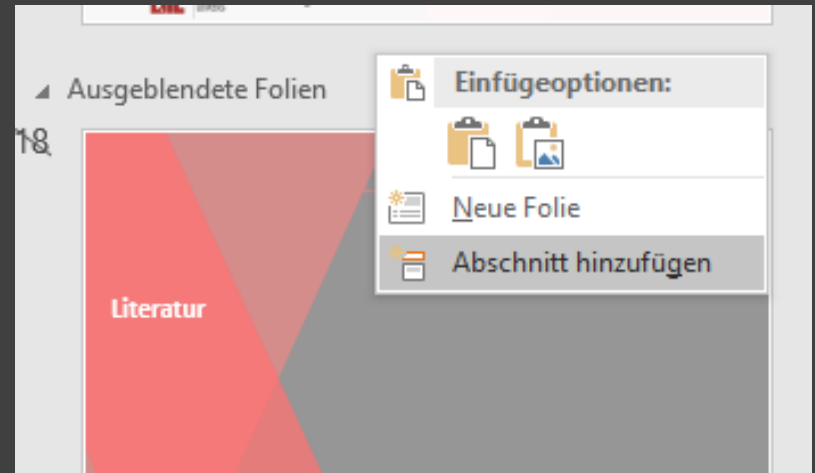 Ausgeblendete Folien
Einfügeoptionen:
18
Neue Folie
Abschnitt hinzufügen
Literatur